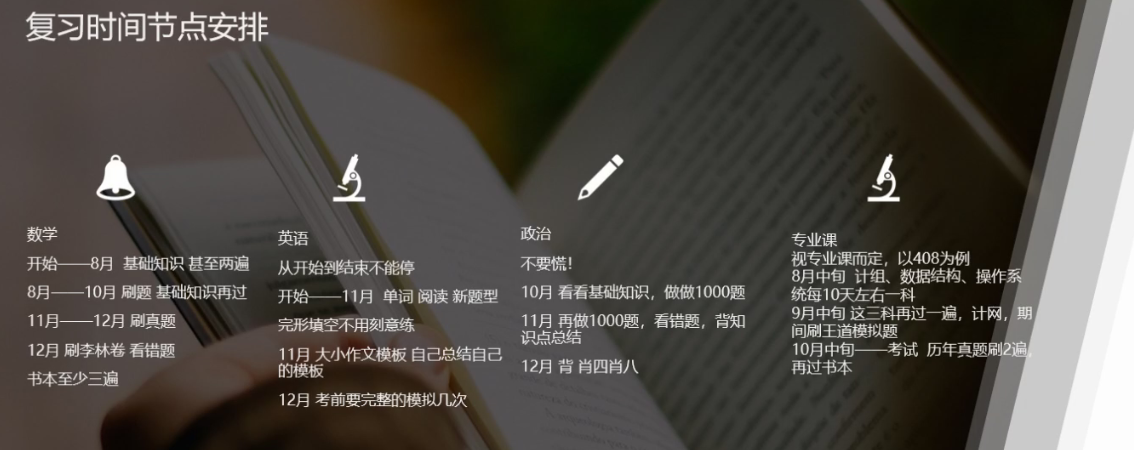 复习时间节点安排
数学
开始——8月 基础知识 甚至两遍
8月——10月 刷题 基础知识再过
11月——12月 刷真题
12月 刷李林卷 看错题
书本至少三遍
英语
从开始到结束不能停
开始——11月 单词 阅读 新题型
完形填空不用刻意练
11月 大小作文模板 自己总结自己
的模板
12月 考前要完整的模拟几次
政治
不要慌！
10月 看看基础知识，做做1000题
11月 再做1000题，看错题，背知
识点总结
12月 背 肖四肖八
专业课
视专业课而定，以408为例
8月中旬 计组、数据结构、操作系
统每10天左右一科
9月中旬 这三科再过一遍，计网，期
间刷王道模拟题
10月中旬——考试 历年真题刷2遍，
再过书本